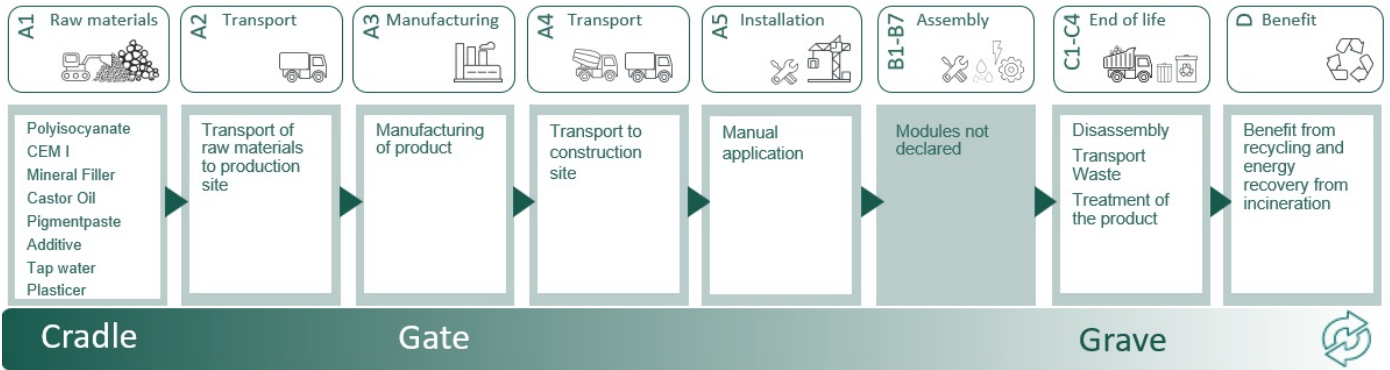 A1 Raw materials
A2 Transport
A3 Manufacturing
A4 Transport
A5 Installation
B1-B7 Assembly
C1-C4 End of life
D Benefit
Polyisocyanate
CEM I
Mineral Filler
Castor Oil
Pigmentpaste
Additive
Tap water
Plasticer
Transport of
raw materials
to production
site
Manufacturing
of product
Transport to
construction
site
Manual
application
Modules not
declared
Disassembly
Transport
Waste
Treatment of
the product
Benefit from
recycling and
energy
recovery from
incineration
Cradle
Gate
Grave